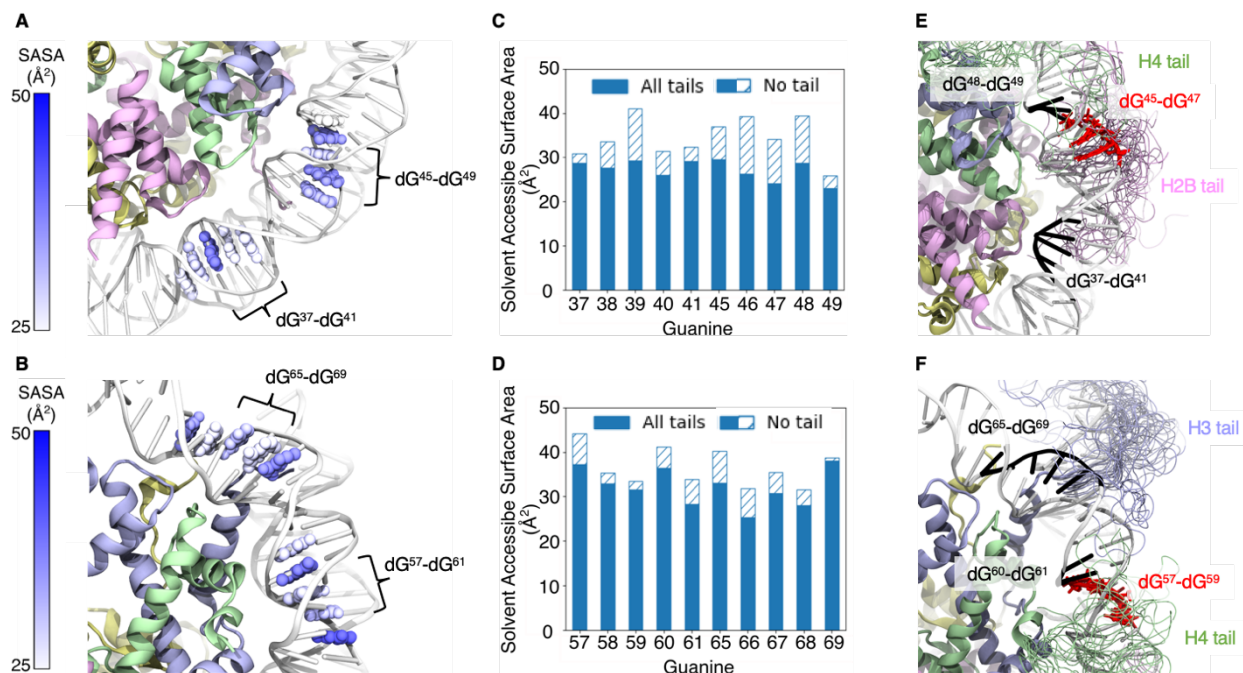 A
SASA
(Å²)
50
25
dG⁴⁵-dG⁴⁹
dG³⁷-dG⁴¹
C
Solvent Accessibe Surface Area
(Å²)
50
40
30
20
10
0
All tails
No tail
37 38 39 40 41 45 46 47 48 49
Guanine
E
dG⁴⁸-dG⁴⁹
H4 tail
dG⁴⁵-dG⁴⁷
H2B tail
dG³⁷-dG⁴¹
B
SASA
(Å²)
50
25
dG⁶⁵-dG⁶⁹
dG⁵⁷-dG⁶¹
D
Solvent Accessibe Surface Area
(Å²)
50
40
30
20
10
0
All tails
No tail
57 58 59 60 61 65 66 67 68 69
Guanine
F
dG⁶⁵-dG⁶⁹
H3 tail
dG⁶⁰-dG⁶¹
dG⁵⁷-dG⁵⁹
H4 tail